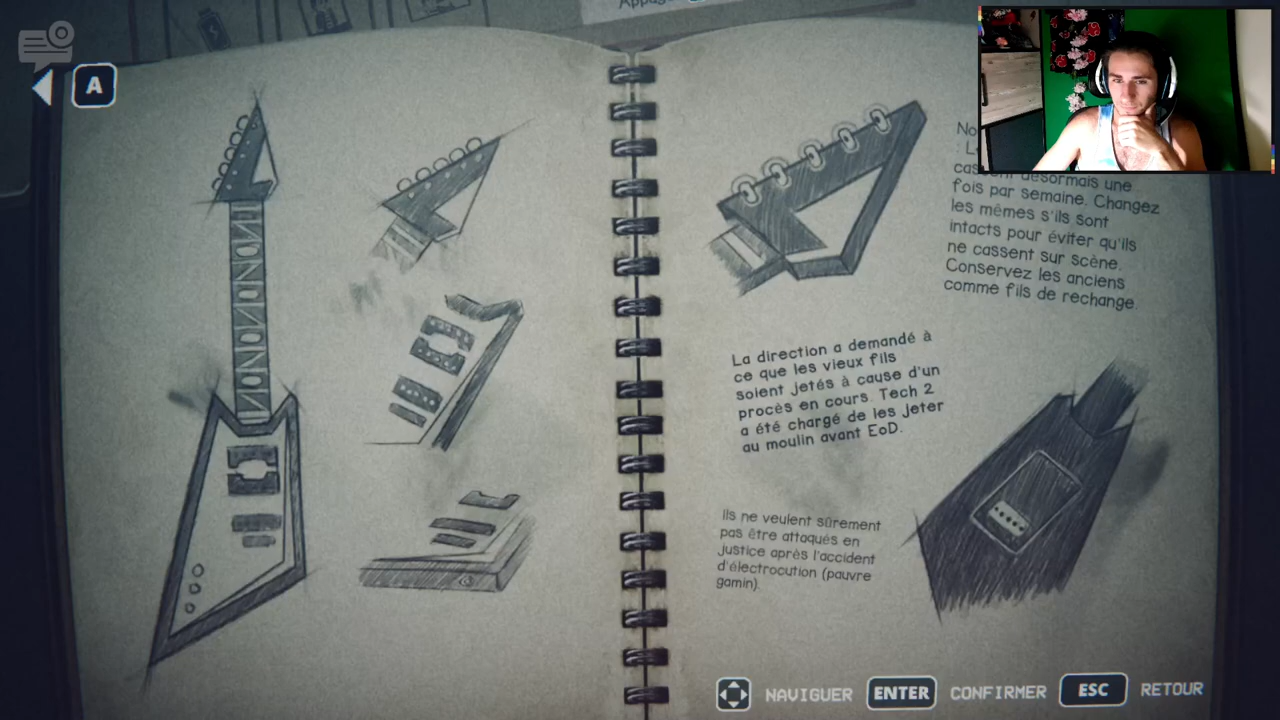 A
No
cassent désormais une
fois par semaine. Changez
les mêmes s'ils sont
intacts pour éviter qu'ils
ne cassent sur scène.
Conservez les anciens
comme fils de rechange.
La direction a demandé à
ce que les vieux fils
soient jetés à cause d'un
procès en cours. Tech 2
a été chargé de les jeter
au moulin avant EoD.
Ils ne veulent sûrement
pas être attaqués en
justice après l'accident
d'électrocution (pauvre
gamin).
NAVIGUER ENTER CONFIRMER ESC RETOUR